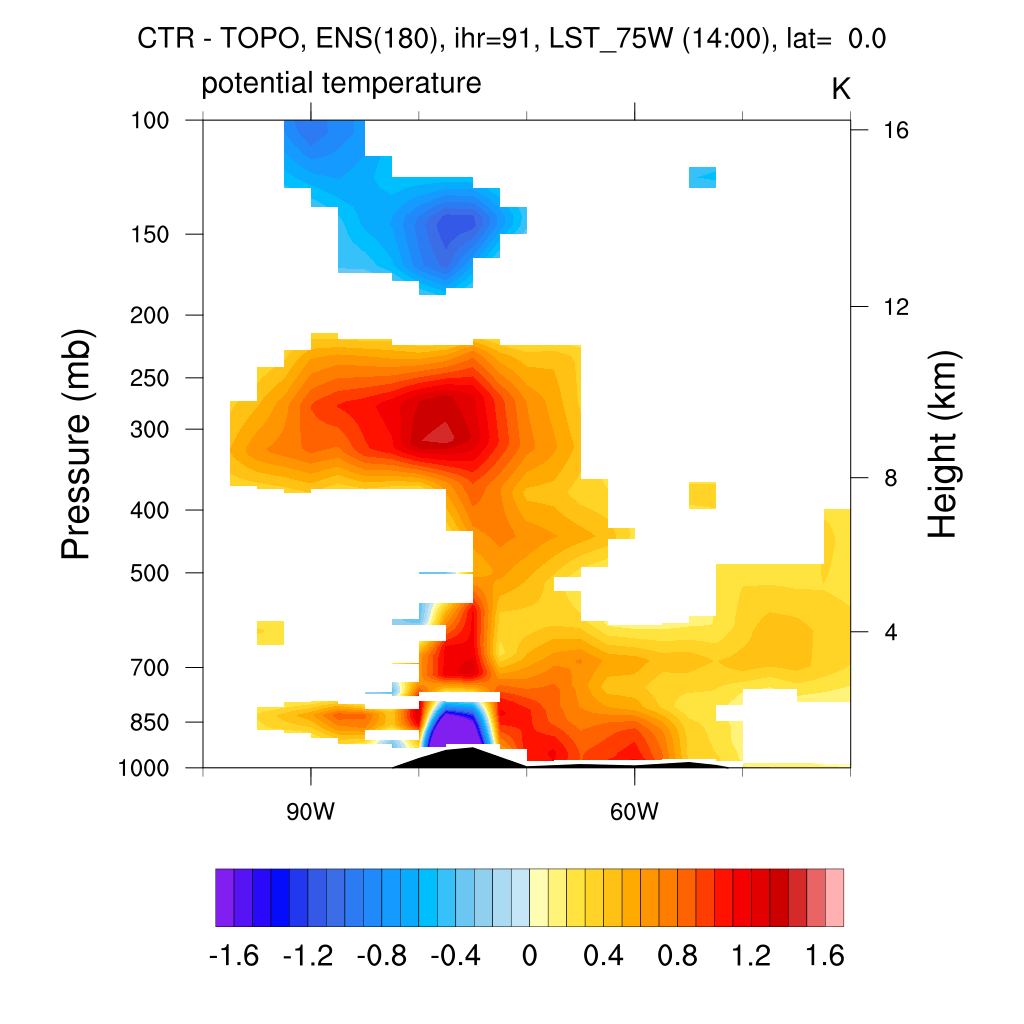 CTR - TOPO, ENS(180), ihr=91, LST_75W (14:00), lat=  0.0
potential temperature K
100
150
200
250
300
400
500
700
850
1000
Pressure (mb)
16
12
8
4
Height (km)
90W 60W
-1.6 -1.2 -0.8 -0.4 0 0.4 0.8 1.2 1.6